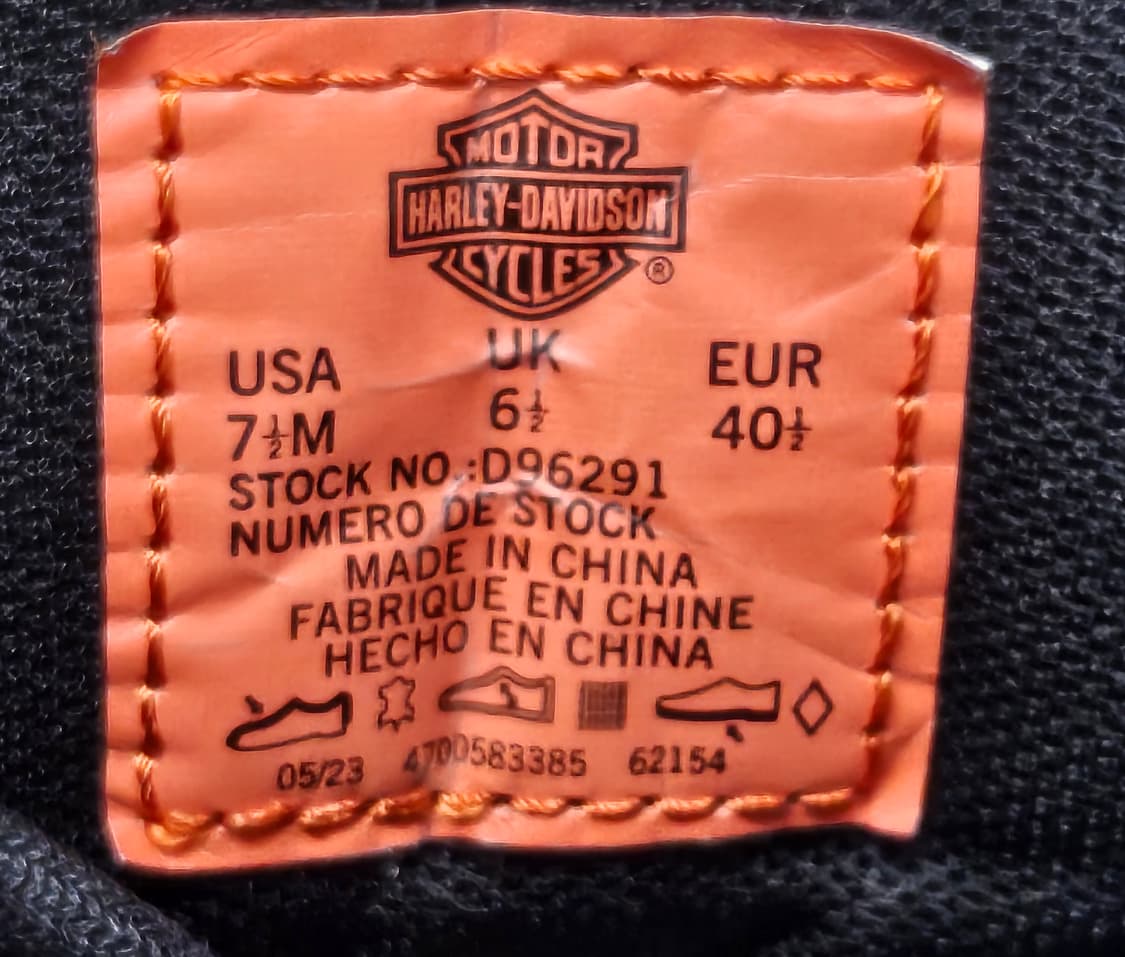 MOTOR
HARLEY-DAVIDSON
CYCLES ®
USA UK EUR
7½M 6½ 40½
STOCK NO.:D96291
NUMERO DE STOCK
MADE IN CHINA
FABRIQUE EN CHINE
HECHO EN CHINA
05/23 4700583385 62154